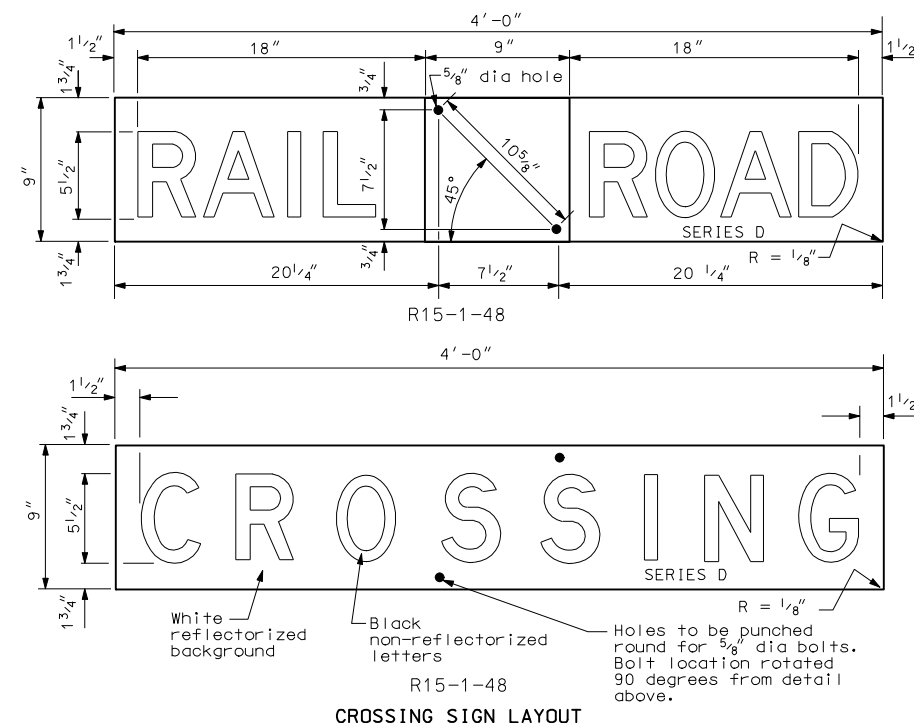 4'-0"
1 1/2" 18" 9" 18" 1 1/2"
1 3/4" 3/4" 5/8" dia hole
9" 5 1/2" RAIL 7 1/2" 45° 10 5/8" ROAD
SERIES D
R = 1/8"
1 3/4" 3/4"
20 1/4" 7 1/2" 20 1/4"
R15-1-48
4'-0"
1 1/2" 1 1/2"
1 3/4"
9" 5 1/2" CROSSING
SERIES D
1 3/4"
R = 1/8"
White
reflectorized
background
Black
non-reflectorized
letters
Holes to be punched
round for 5/8" dia bolts.
Bolt location rotated
90 degrees from detail
above.
R15-1-48
CROSSING SIGN LAYOUT